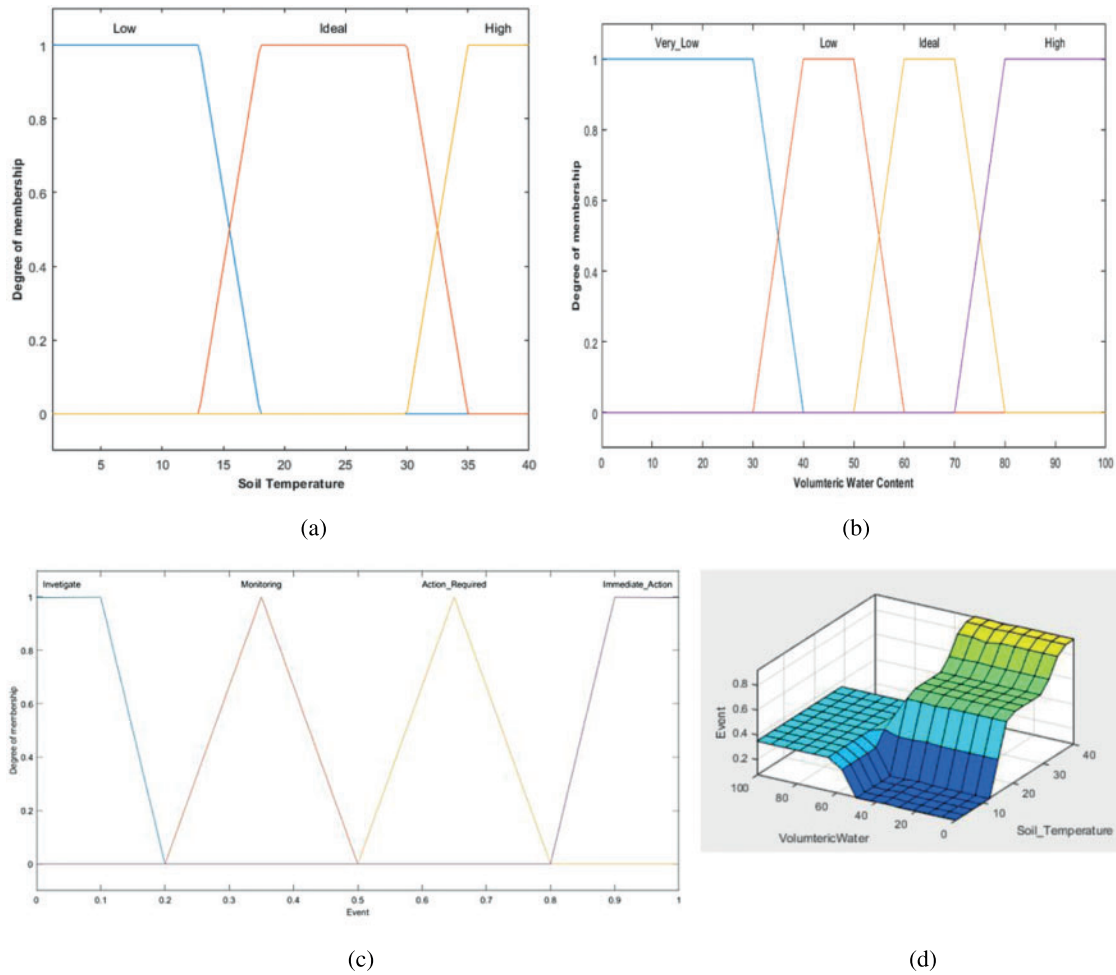 Low Ideal High
1
0.8
0.6
0.4
0.2
0
Degree of membership
5 10 15 20 25 30 35 40
Soil Temperature
(a)
Very_Low Low Ideal High
1
0.8
0.6
0.4
0.2
0
Degree of membership
0 10 20 30 40 50 60 70 80 90 100
Volumteric Water Content
(b)
Invetigate Monitoring Action_Required Immediate_Action
1
0.8
0.6
0.4
0.2
0
Degree of membership
0 0.1 0.2 0.3 0.4 0.5 0.6 0.7 0.8 0.9 1
Event
(c)
0.8
0.6
0.4
0.2
Event
100 80 60 40 20 0
VolumtericWater
10 20 30 40
Soil_Temperature
(d)